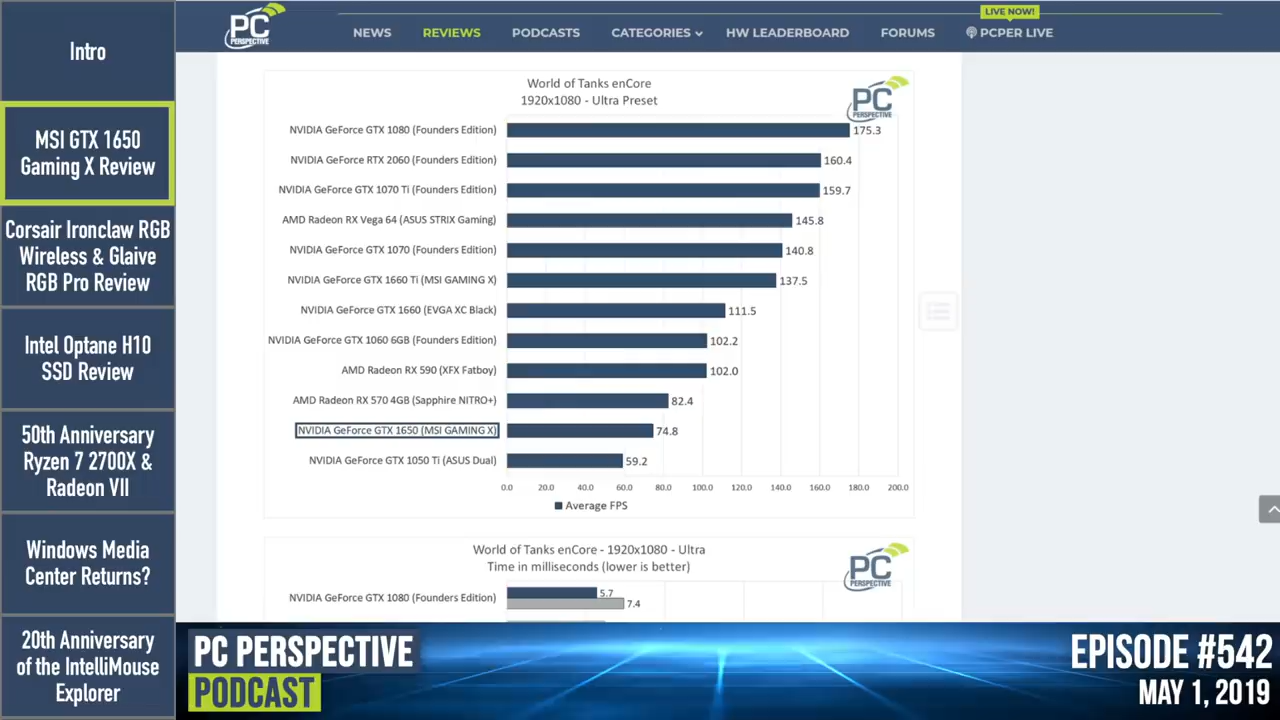 Intro
MSI GTX 1650
Gaming X Review
Corsair Ironclaw RGB
Wireless & Glaive
RGB Pro Review
Intel Optane H10
SSD Review
50th Anniversary
Ryzen 7 2700X &
Radeon VII
Windows Media
Center Returns?
20th Anniversary
of the IntelliMouse
Explorer
PC
PERSPECTIVE
NEWS
REVIEWS
PODCASTS
CATEGORIES
HW LEADERBOARD
FORUMS
LIVE NOW!
PCPER LIVE
World of Tanks enCore
1920x1080 - Ultra Preset
PC
PERSPECTIVE
NVIDIA GeForce GTX 1080 (Founders Edition) 175.3
NVIDIA GeForce RTX 2060 (Founders Edition) 160.4
NVIDIA GeForce GTX 1070 Ti (Founders Edition) 159.7
AMD Radeon RX Vega 64 (ASUS STRIX Gaming) 145.8
NVIDIA GeForce GTX 1070 (Founders Edition) 140.8
NVIDIA GeForce GTX 1660 Ti (MSI GAMING X) 137.5
NVIDIA GeForce GTX 1660 (EVGA XC Black) 111.5
NVIDIA GeForce GTX 1060 6GB (Founders Edition) 102.2
AMD Radeon RX 590 (XFX Fatboy) 102.0
AMD Radeon RX 570 4GB (Sapphire NITRO+) 82.4
NVIDIA GeForce GTX 1650 (MSI GAMING X) 74.8
NVIDIA GeForce GTX 1050 Ti (ASUS Dual) 59.2
0.0 20.0 40.0 60.0 80.0 100.0 120.0 140.0 160.0 180.0 200.0
Average FPS
World of Tanks enCore - 1920x1080 - Ultra
Time in milliseconds (lower is better)
PC
PERSPECTIVE
NVIDIA GeForce GTX 1080 (Founders Edition) 5.7
7.4
PC PERSPECTIVE
PODCAST
EPISODE #542
MAY 1, 2019